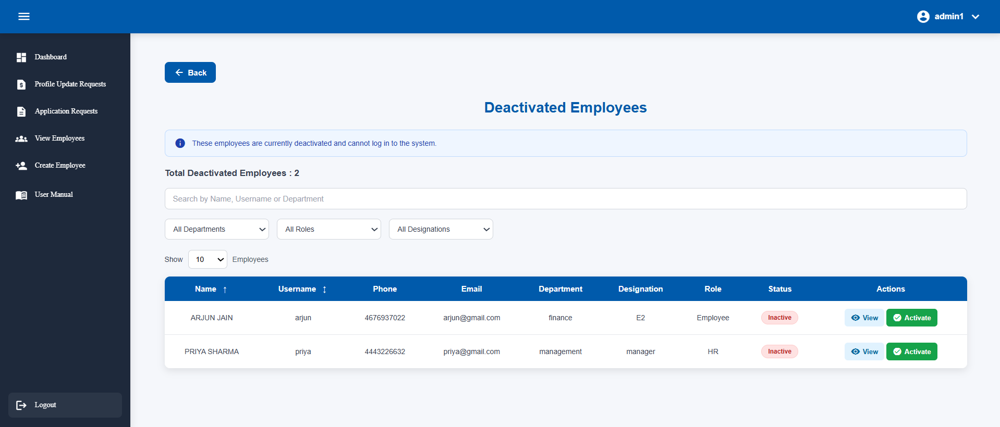 admin1
Dashboard
Profile Update Requests
Application Requests
View Employees
Create Employee
User Manual
Logout
Back
Deactivated Employees
These employees are currently deactivated and cannot log in to the system.
Total Deactivated Employees : 2
Search by Name, Username or Department
All Departments All Roles All Designations
Show 10 Employees
Name ↑ Username ↕ Phone Email Department Designation Role Status Actions
ARJUN JAIN arjun 4676937022 arjun@gmail.com finance E2 Employee Inactive View Activate
PRIYA SHARMA priya 4443226632 priya@gmail.com management manager HR Inactive View Activate